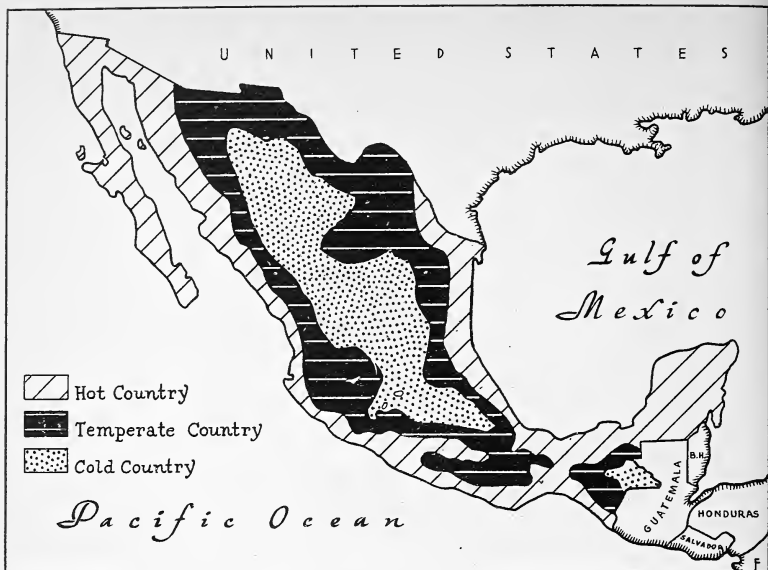 UNITED STATES
Gulf of
Mexico
Hot Country
Temperate Country
Cold Country
Pacific Ocean
B.H.
GUATEMALA
HONDURAS
SALVADOR
F